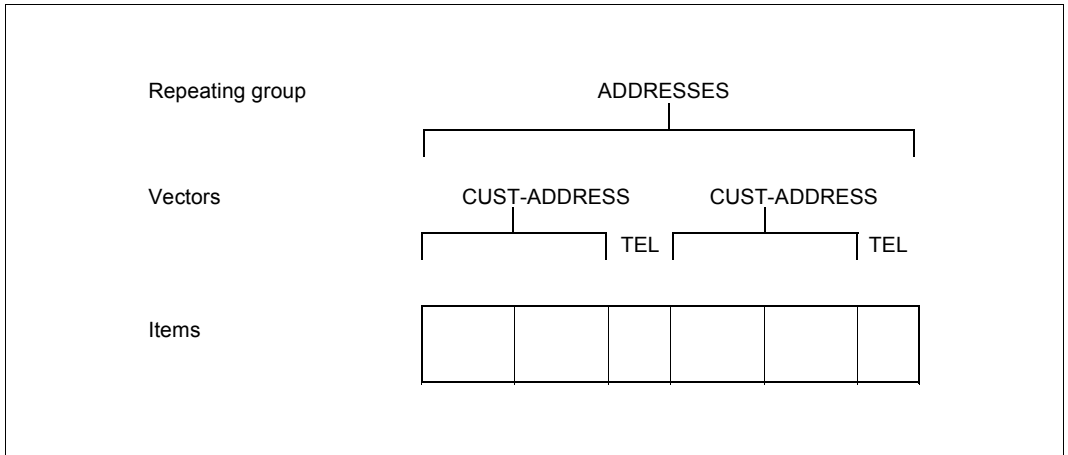 Repeating group ADDRESSES
Vectors CUST-ADDRESS CUST-ADDRESS
TEL TEL
Items